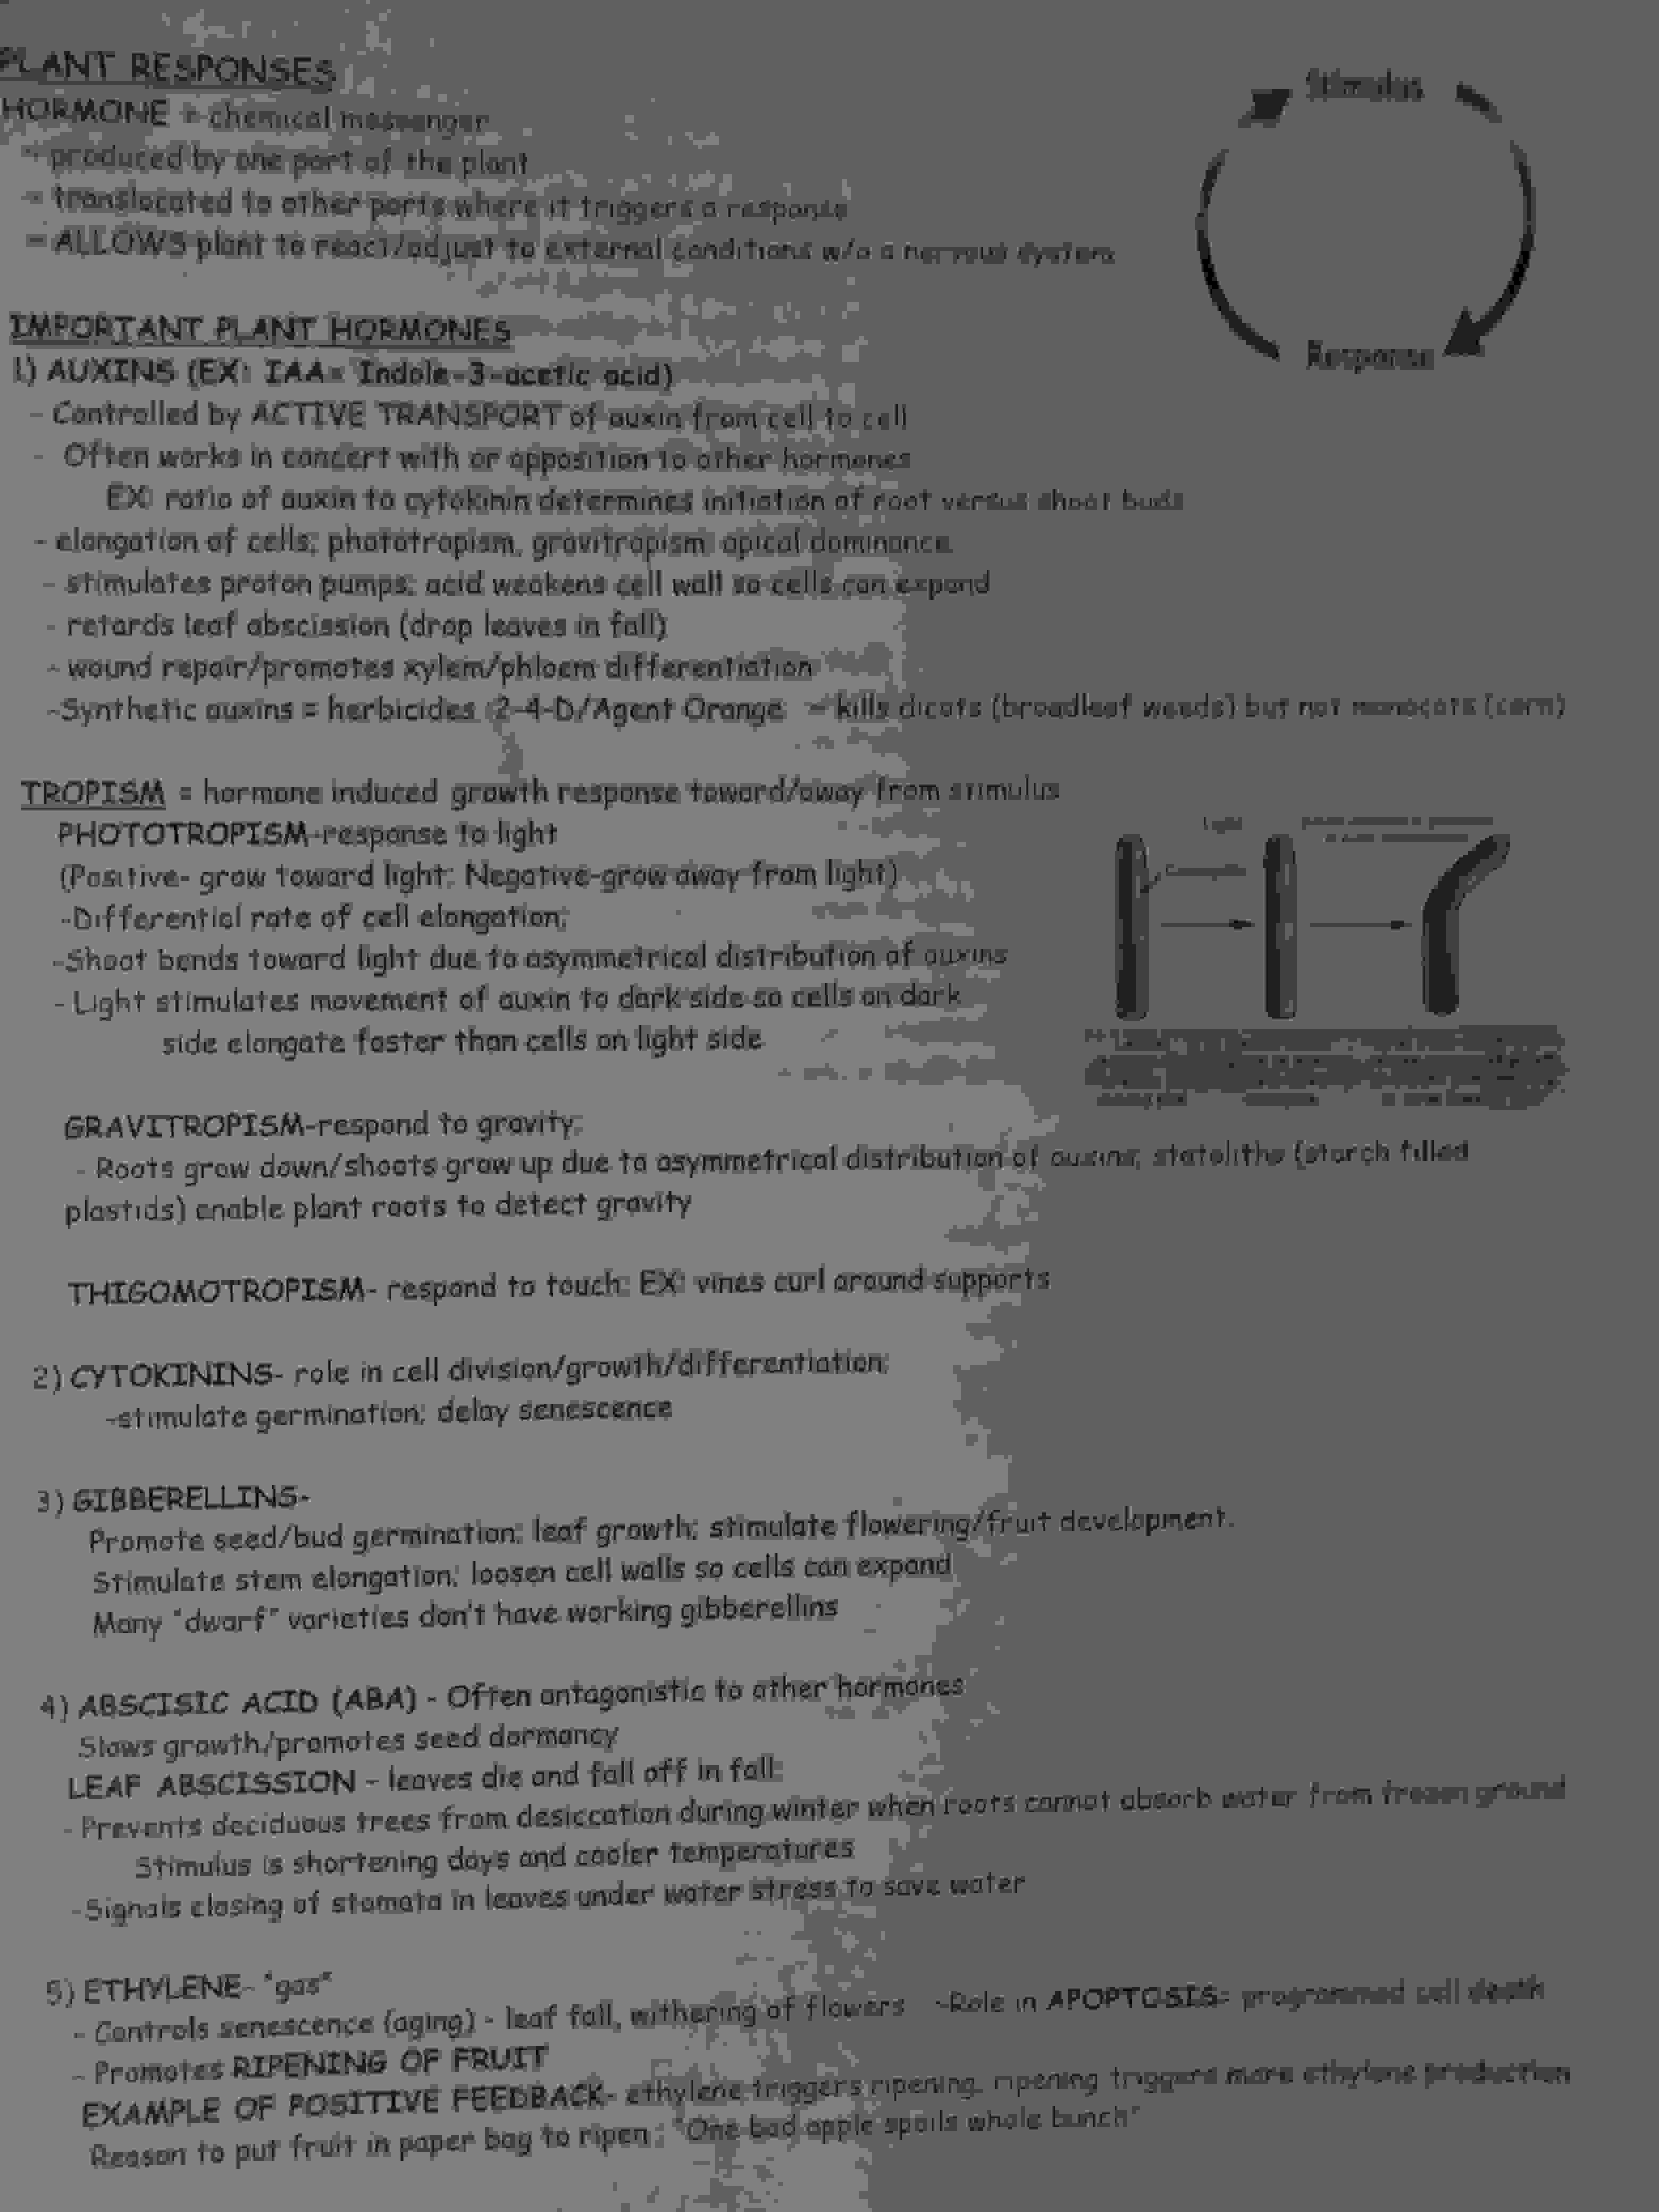 PLANT RESPONSES
HORMONE = chemical messenger
- produced by one part of the plant
- translocated to other parts where it triggers a response
- ALLOWS plant to react/adjust to external conditions w/o a nervous system
Stimulus
Response
IMPORTANT PLANT HORMONES
1) AUXINS (EX: IAA= Indole-3-acetic acid)
- Controlled by ACTIVE TRANSPORT of auxin from cell to cell
- Often works in concert with or opposition to other hormones
EX: ratio of auxin to cytokinin determines initiation of root versus shoot buds
- elongation of cells; phototropism, gravitropism, apical dominance
- stimulates proton pumps; acid weakens cell wall so cells can expand
- retards leaf abscission (drop leaves in fall)
- wound repair/promotes xylem/phloem differentiation
-Synthetic auxins = herbicides 2-4-D/Agent Orange - kills dicots (broadleaf weeds) but not monocots (corn)
TROPISM = hormone induced growth response toward/away from stimulus
PHOTOTROPISM-response to light
(Positive- grow toward light; Negative-grow away from light)
-Differential rate of cell elongation;
-Shoot bends toward light due to asymmetrical distribution of auxins
- Light stimulates movement of auxin to dark side so cells on dark
side elongate faster than cells on light side
Light
GRAVITROPISM-respond to gravity;
- Roots grow down/shoots grow up due to asymmetrical distribution of auxins; statoliths (starch filled
plastids) enable plant roots to detect gravity
THIGOMOTROPISM- respond to touch; EX: vines curl around supports
2) CYTOKININS- role in cell division/growth/differentiation;
-stimulate germination; delay senescence
3) GIBBERELLINS-
Promote seed/bud germination; leaf growth; stimulate flowering/fruit development.
Stimulate stem elongation; loosen cell walls so cells can expand
Many "dwarf" varieties don't have working gibberellins
4) ABSCISIC ACID (ABA) - Often antagonistic to other hormones
Slows growth/promotes seed dormancy
LEAF ABSCISSION - leaves die and fall off in fall;
- Prevents deciduous trees from desiccation during winter when roots cannot absorb water from frozen ground
Stimulus is shortening days and cooler temperatures
-Signals closing of stomata in leaves under water stress to save water
5) ETHYLENE- "gas"
- Controls senescence (aging) - leaf fall, withering of flowers -Role in APOPTOSIS= programmed cell death
- Promotes RIPENING OF FRUIT
EXAMPLE OF POSITIVE FEEDBACK- ethylene triggers ripening, ripening triggers more ethylene production
Reason to put fruit in paper bag to ripen; "One bad apple spoils whole bunch"